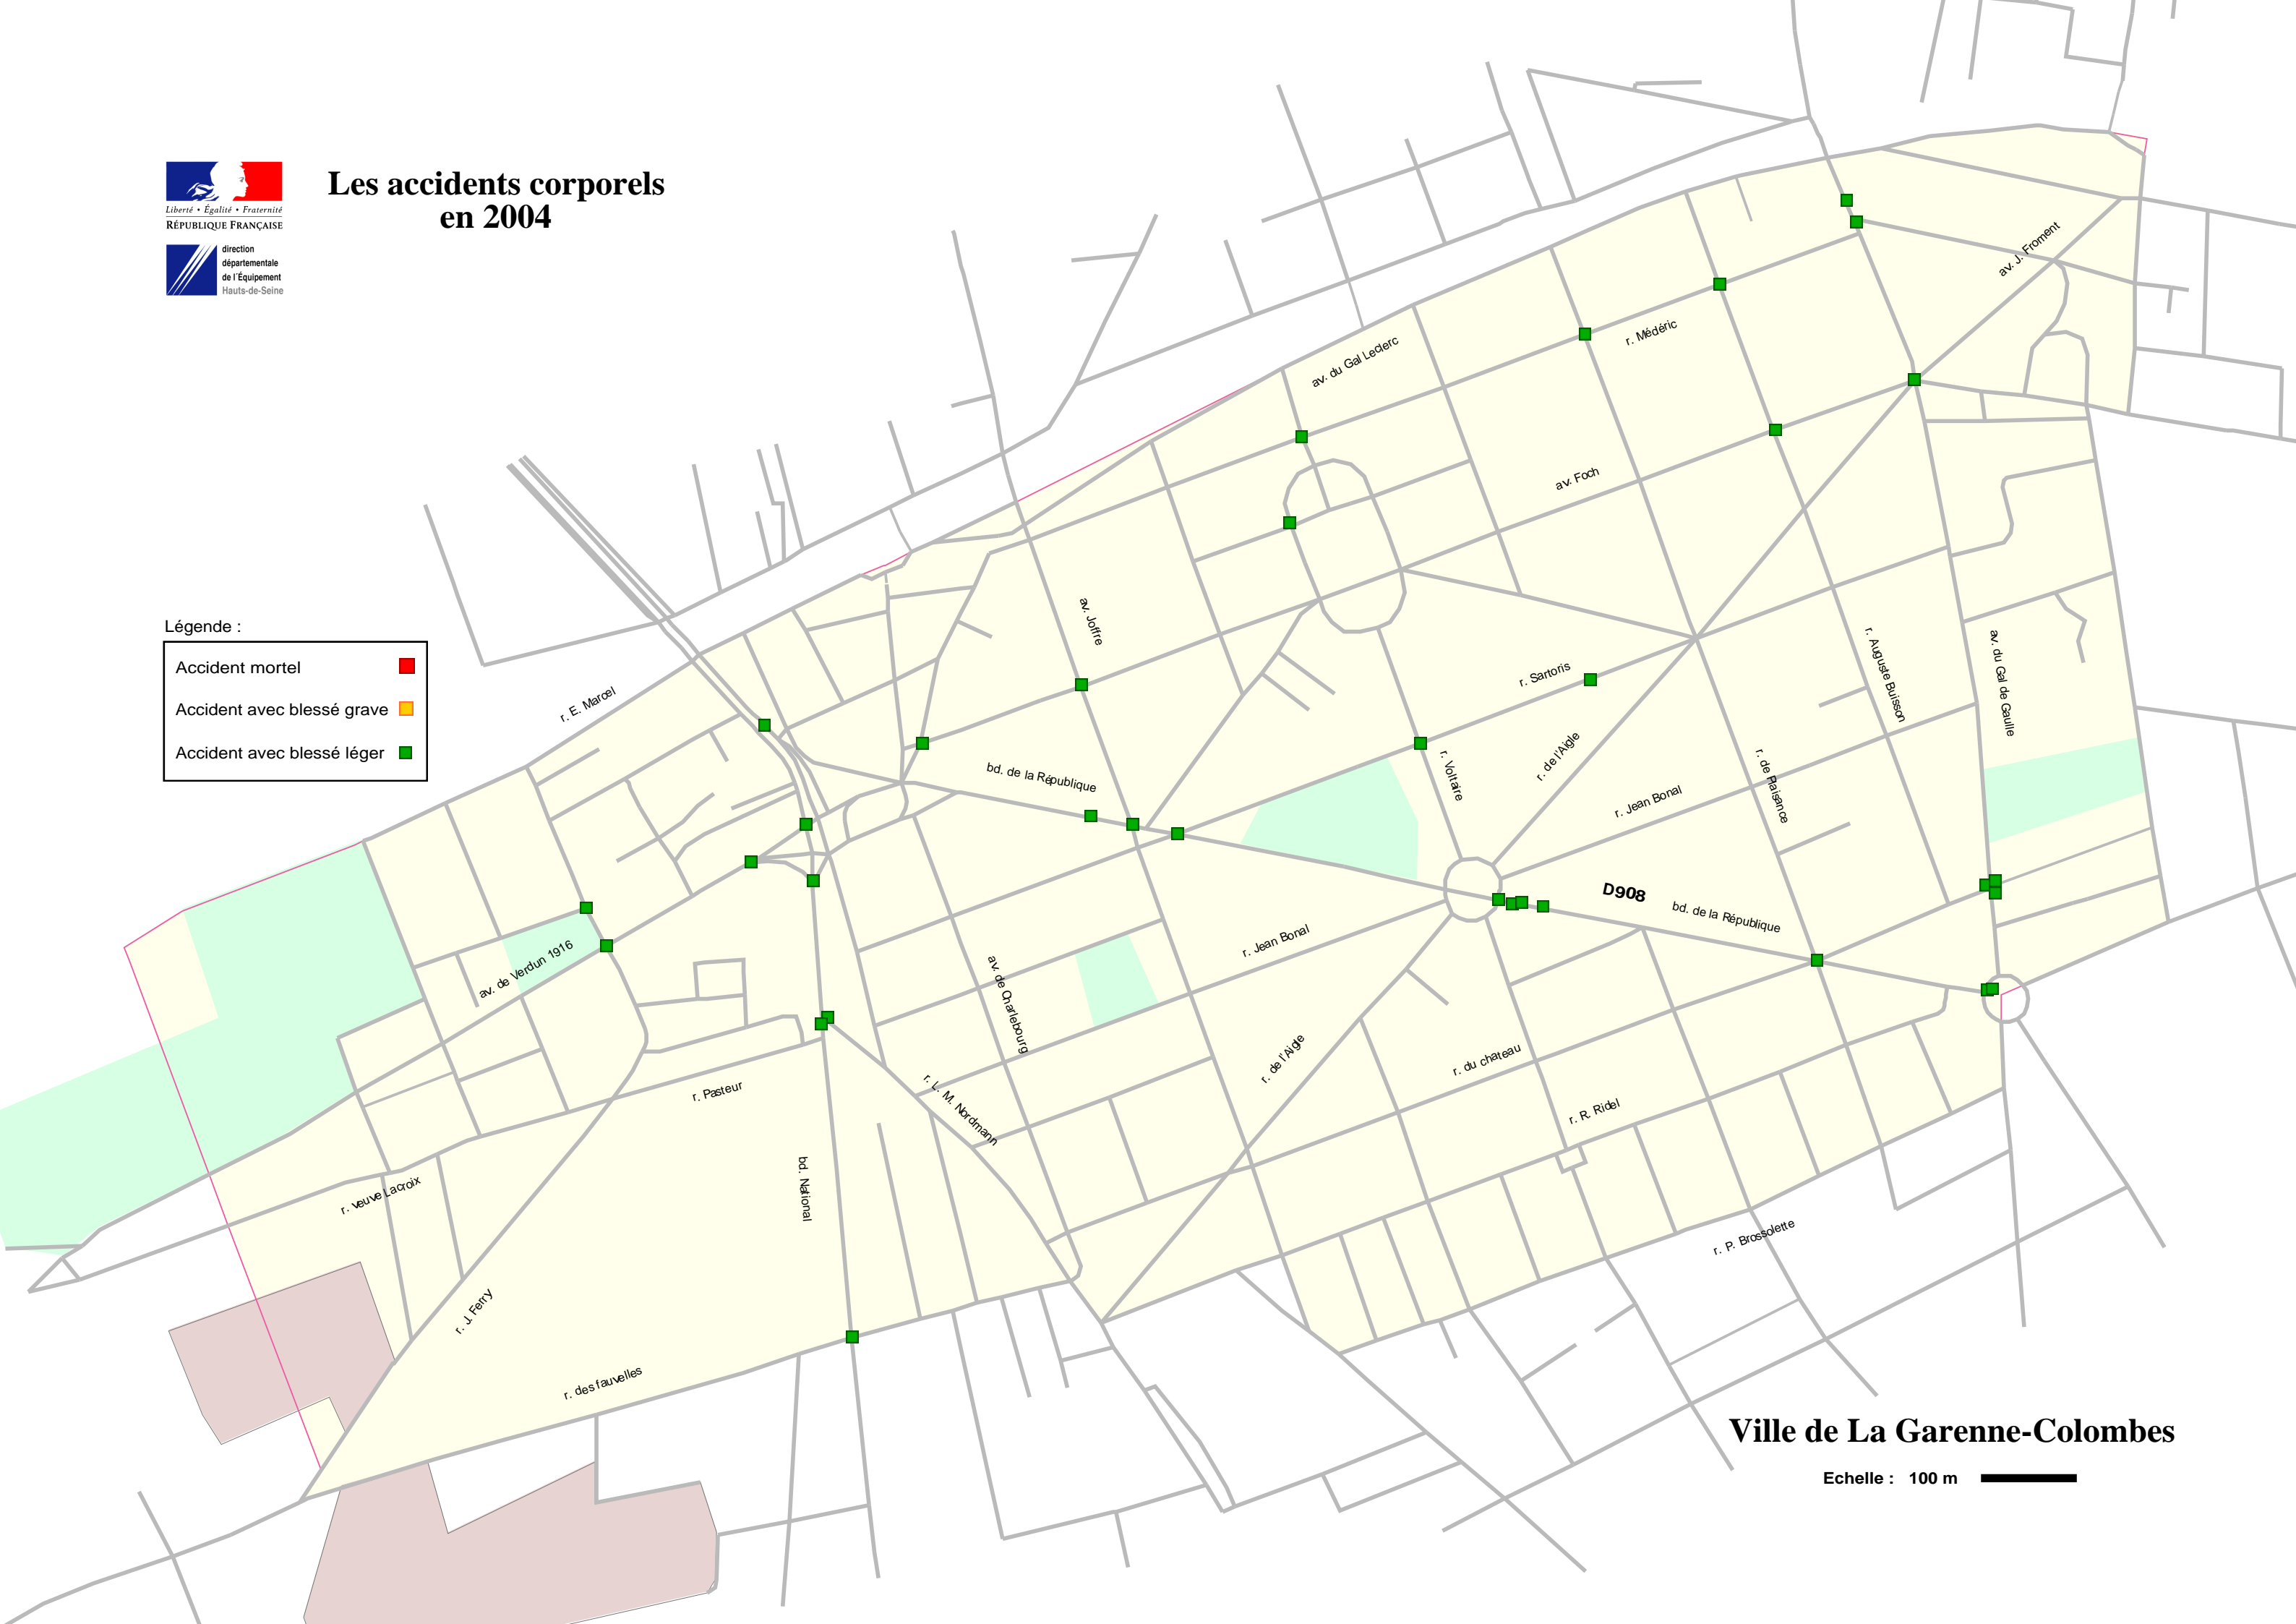 Les accidents corporels
en 2004
Liberté • Égalité • Fraternité
RÉPUBLIQUE FRANÇAISE
direction
départementale
de l'Équipement
Hauts-de-Seine
Légende :
Accident mortel
Accident avec blessé grave
Accident avec blessé léger
av. J. Froment
r. Médéric
av. du Gal Leclerc
av. Foch
av. Joffre
r. E. Marcel
r. Sartoris
r. Auguste Buisson
av. du Gal de Gaulle
bd. de la République
r. Voltaire
r. de l'Aigle
r. de Plaisance
r. Jean Bonal
D908
bd. de la République
r. Jean Bonal
av. de Verdun 1916
av. de Charlebourg
r. de l'Aigle
r. du chateau
r. L. M. Nordmann
r. Pasteur
r. R. Ridel
bd. National
r. veuve Lacroix
r. P. Brossolette
r. J. Ferry
r. des fauvelles
Ville de La Garenne-Colombes
Echelle : 100 m